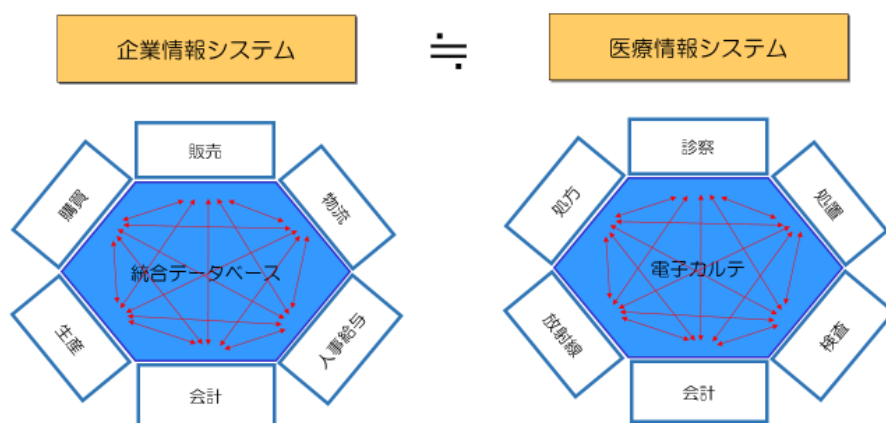 企業情報システム
≒
医療情報システム
販売
購買
物流
統合データベース
生産
人事給与
会計
診察
処方
処置
電子カルテ
放射線
検査
会計